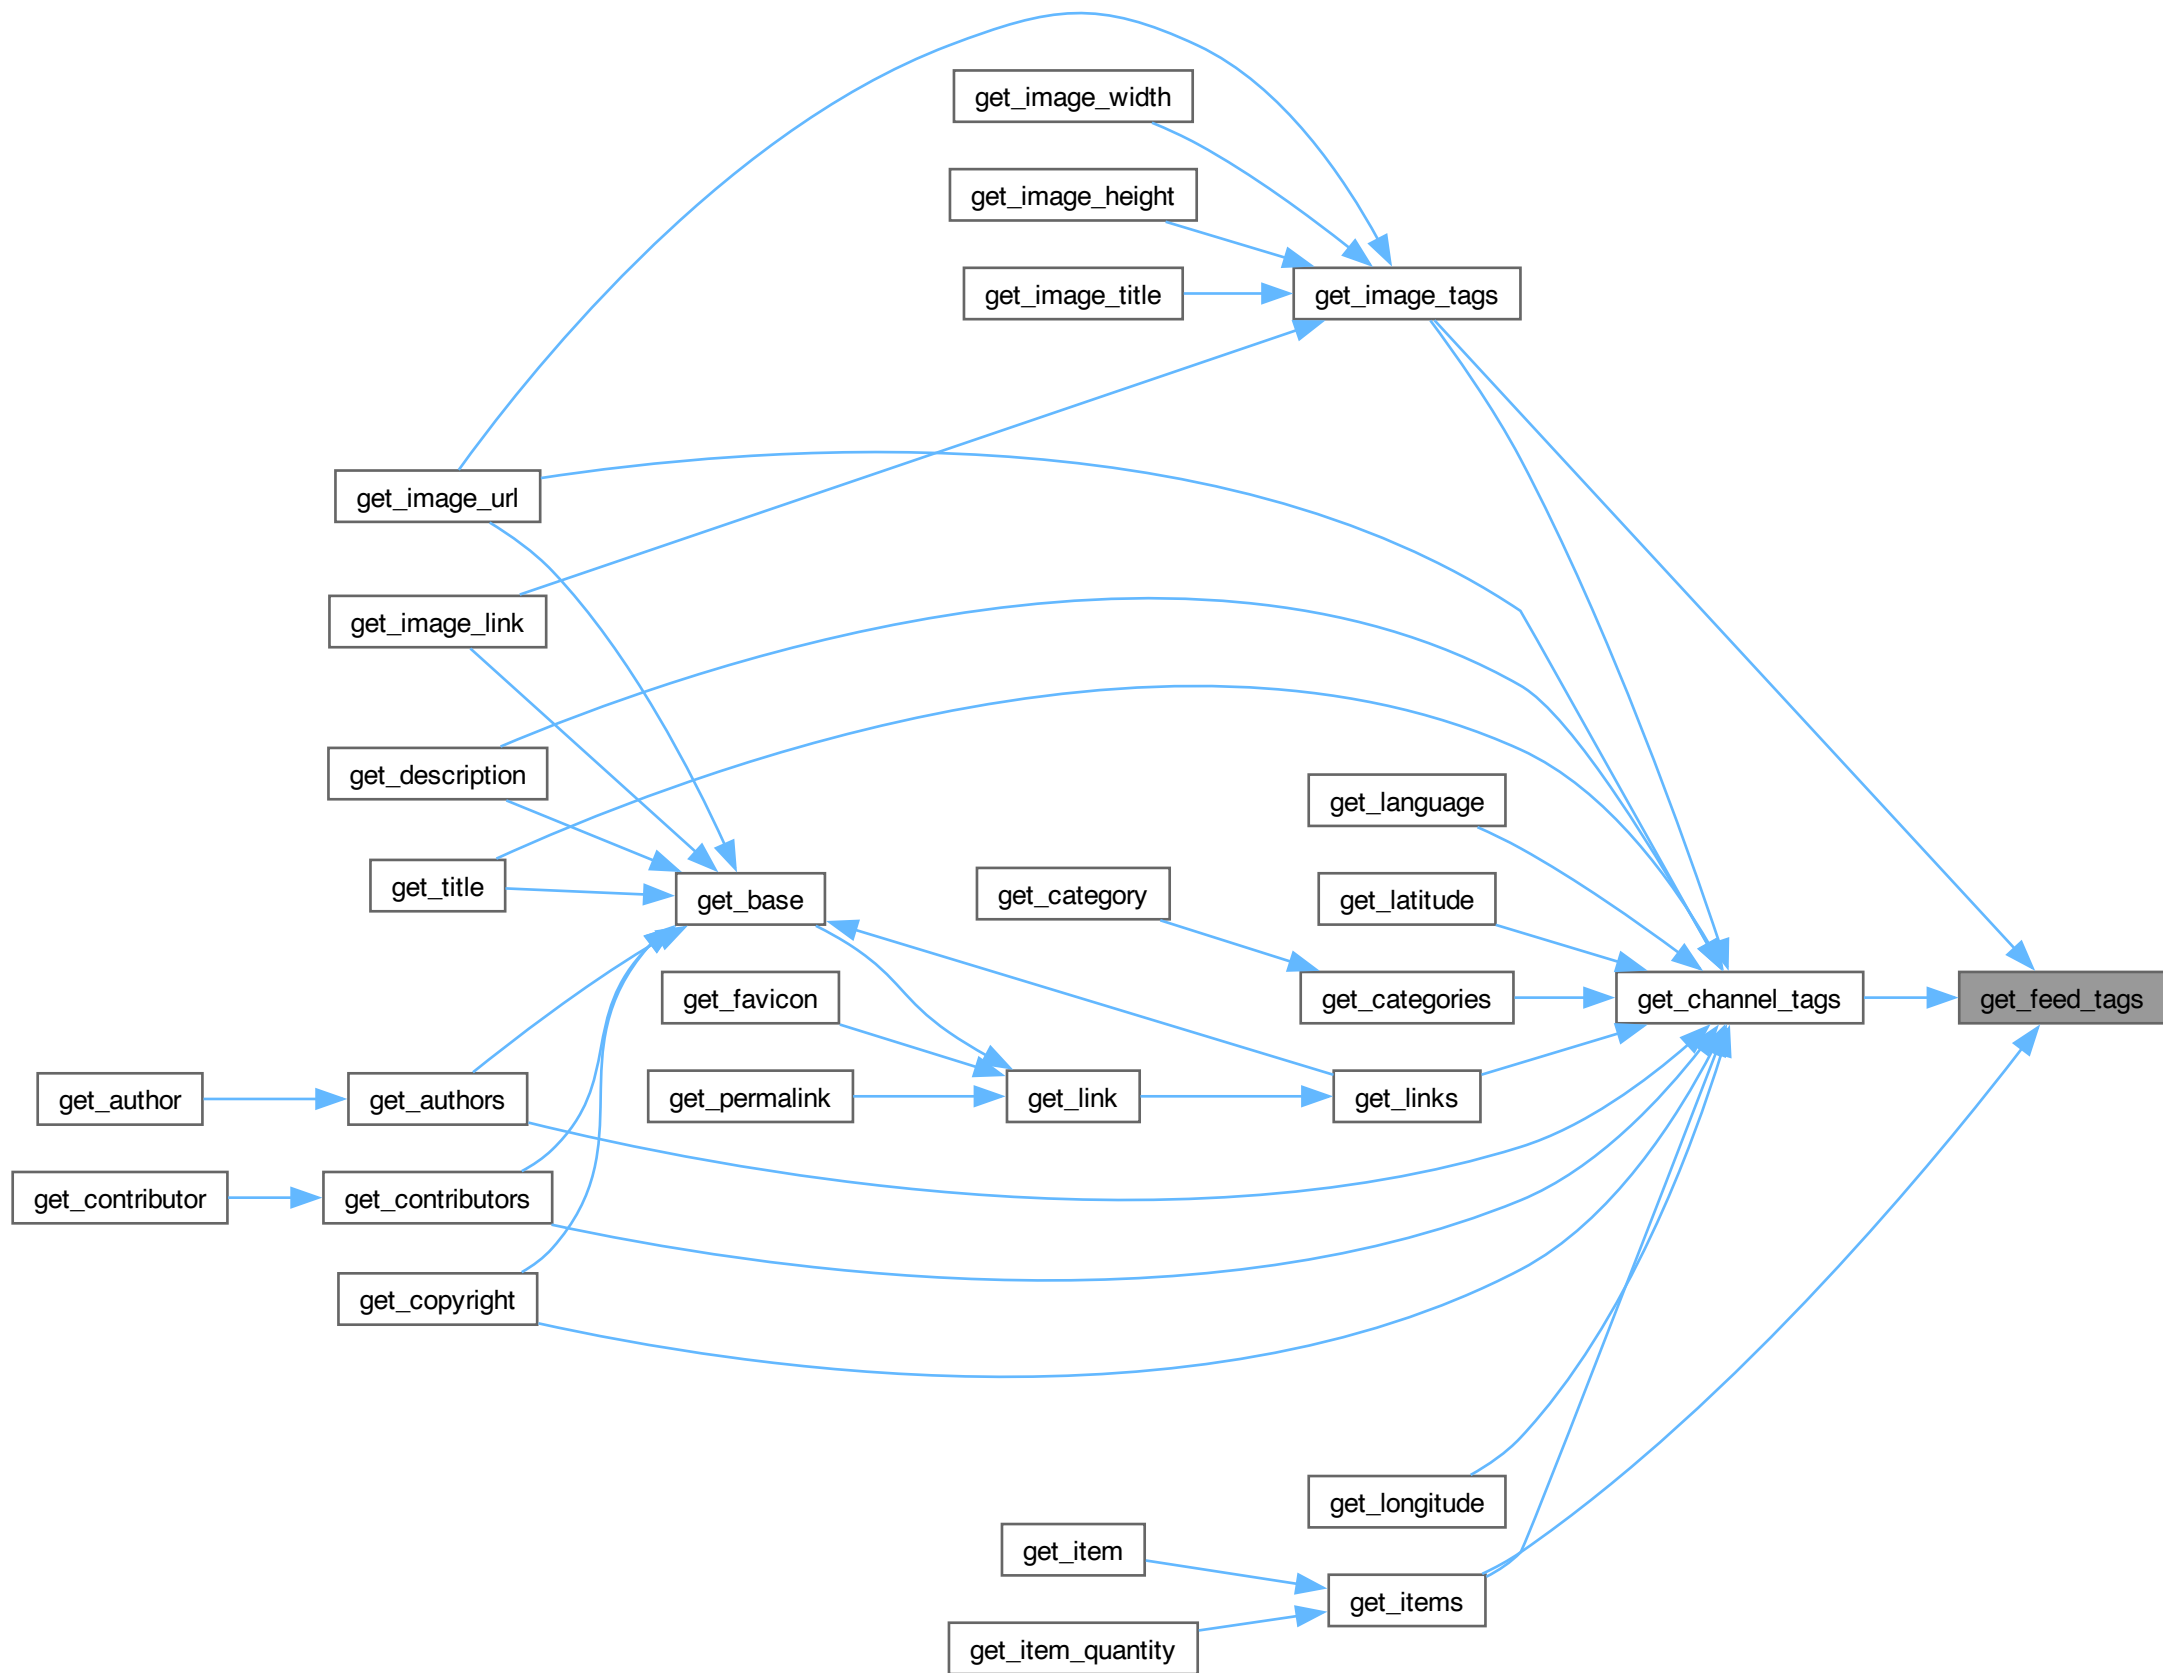 get_image_width
get_image_height
get_image_title
get_image_tags
get_image_url
get_image_link
get_description
get_language
get_title
get_base
get_category
get_latitude
get_favicon
get_categories
get_channel_tags
get_feed_tags
get_author
get_authors
get_permalink
get_link
get_links
get_contributor
get_contributors
get_copyright
get_longitude
get_item
get_items
get_item_quantity